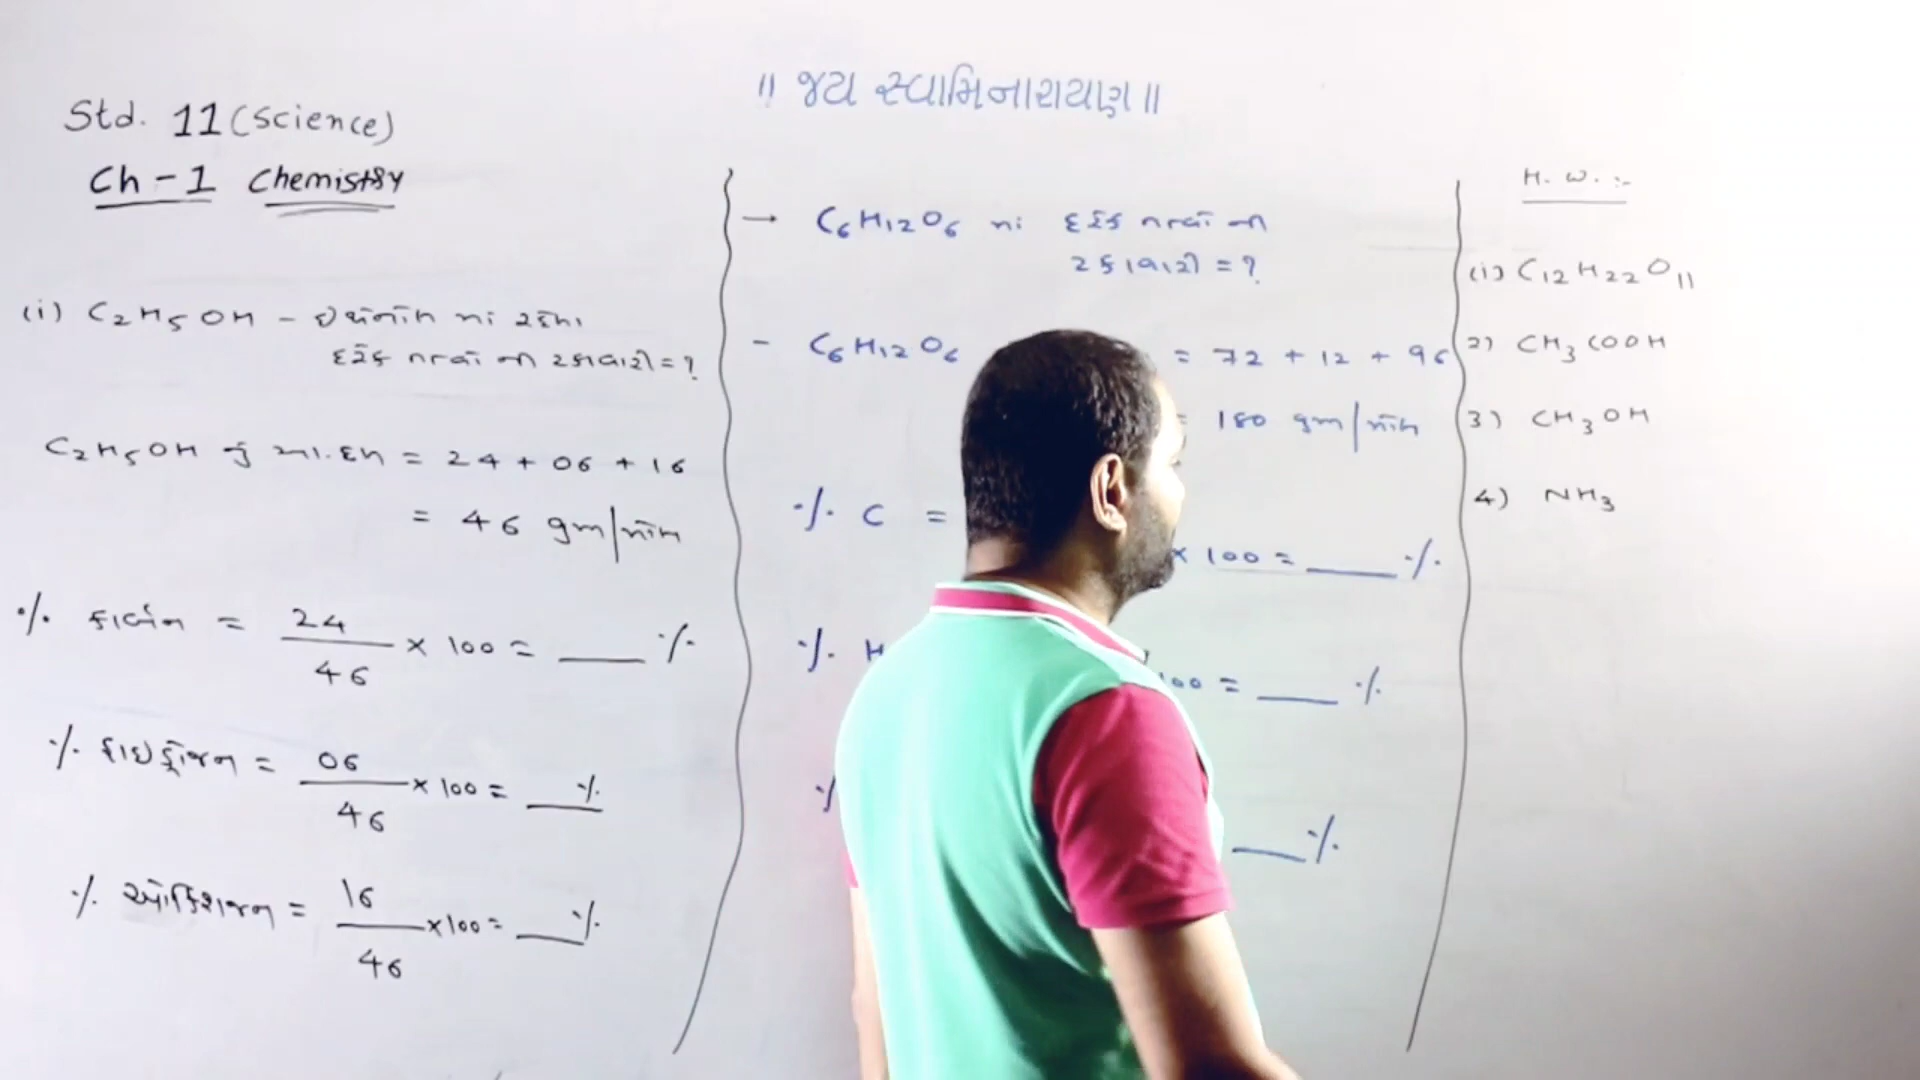 ॥ જય સ્વામિનારાયણ ॥
Std. 11 (Science)
Ch-1 Chemistry
(i) C₂H₅OH - ઇથેનોલ માં રહેલા
દરેક તત્વો ની ટકાવારી = ?
C₂H₅OH નું આ.દળ = 24 + 06 + 16
= 46 gm/મોલ
% કાર્બન = 24/46 × 100 = ___ %
% હાઇડ્રોજન = 06/46 × 100 = ___ %
% ઓક્સિજન = 16/46 × 100 = ___ %
→ C₆H₁₂O₆ માં દરેક તત્વો ની
ટકાવારી = ?
- C₆H₁₂O₆ = 72 + 12 + 96
= 180 gm/મોલ
% C = × 100 = ___ %
% H 100 = ___ %
___ %
H.W. :-
(1) C₁₂H₂₂O₁₁
2) CH₃COOH
3) CH₃OH
4) NH₃